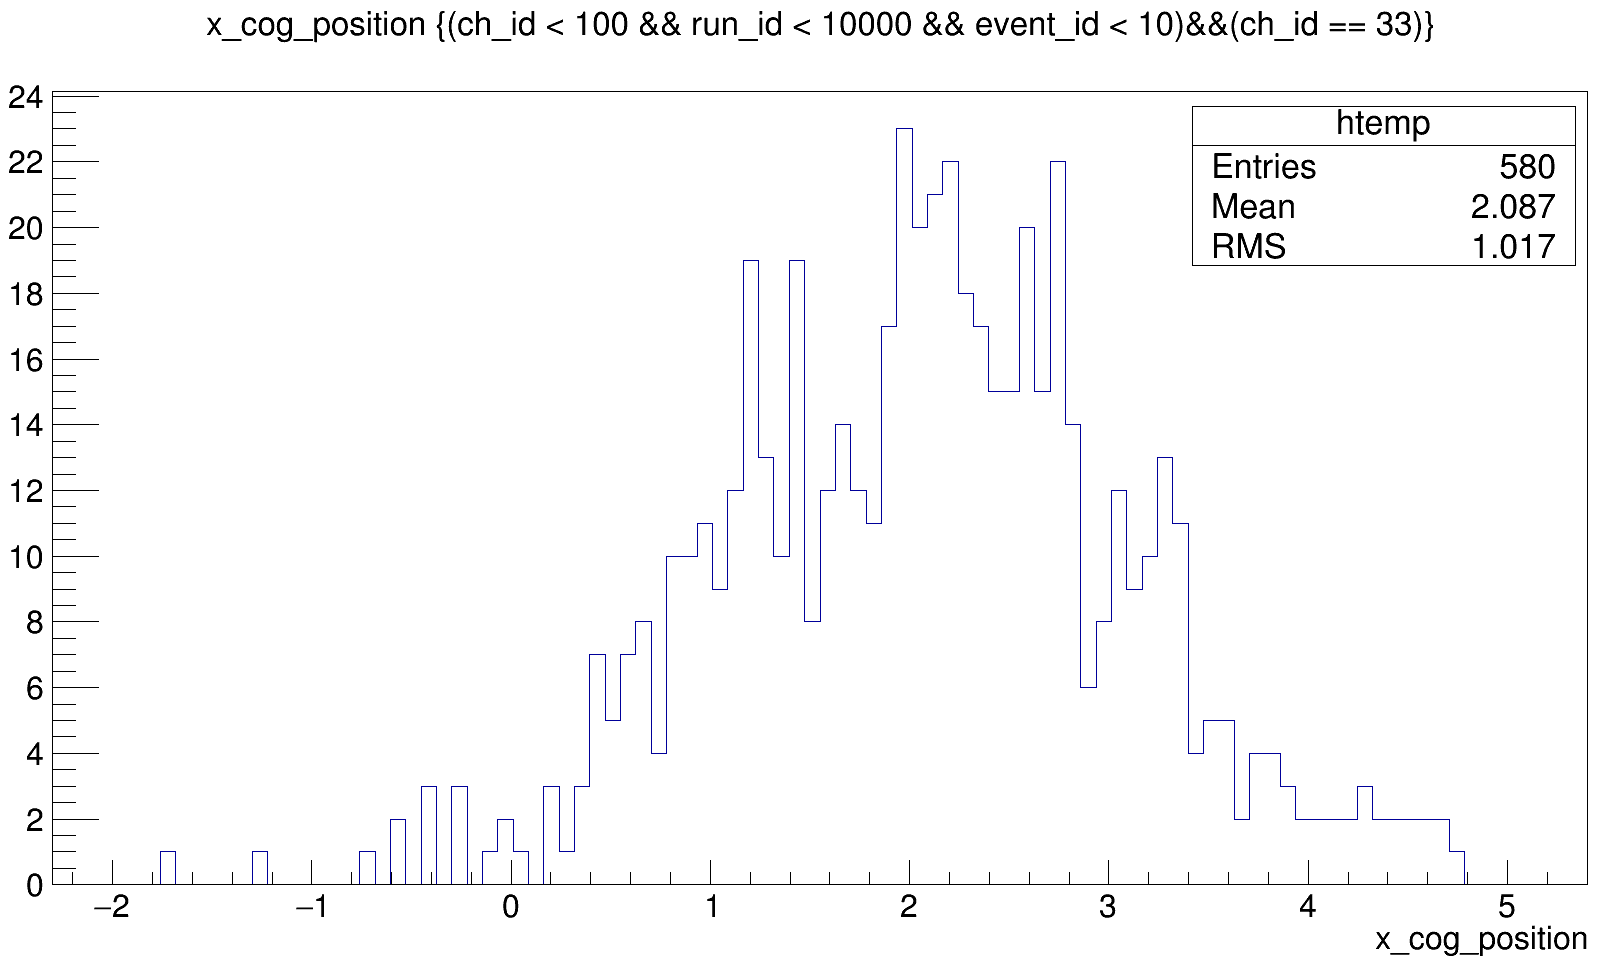 x_cog_position {(ch_id < 100 && run_id < 10000 && event_id < 10)&&(ch_id == 33)}
htemp
Entries 580
Mean 2.087
RMS 1.017
24
22
20
18
16
14
12
10
8
6
4
2
0
−2 −1 0 1 2 3 4 5
x_cog_position